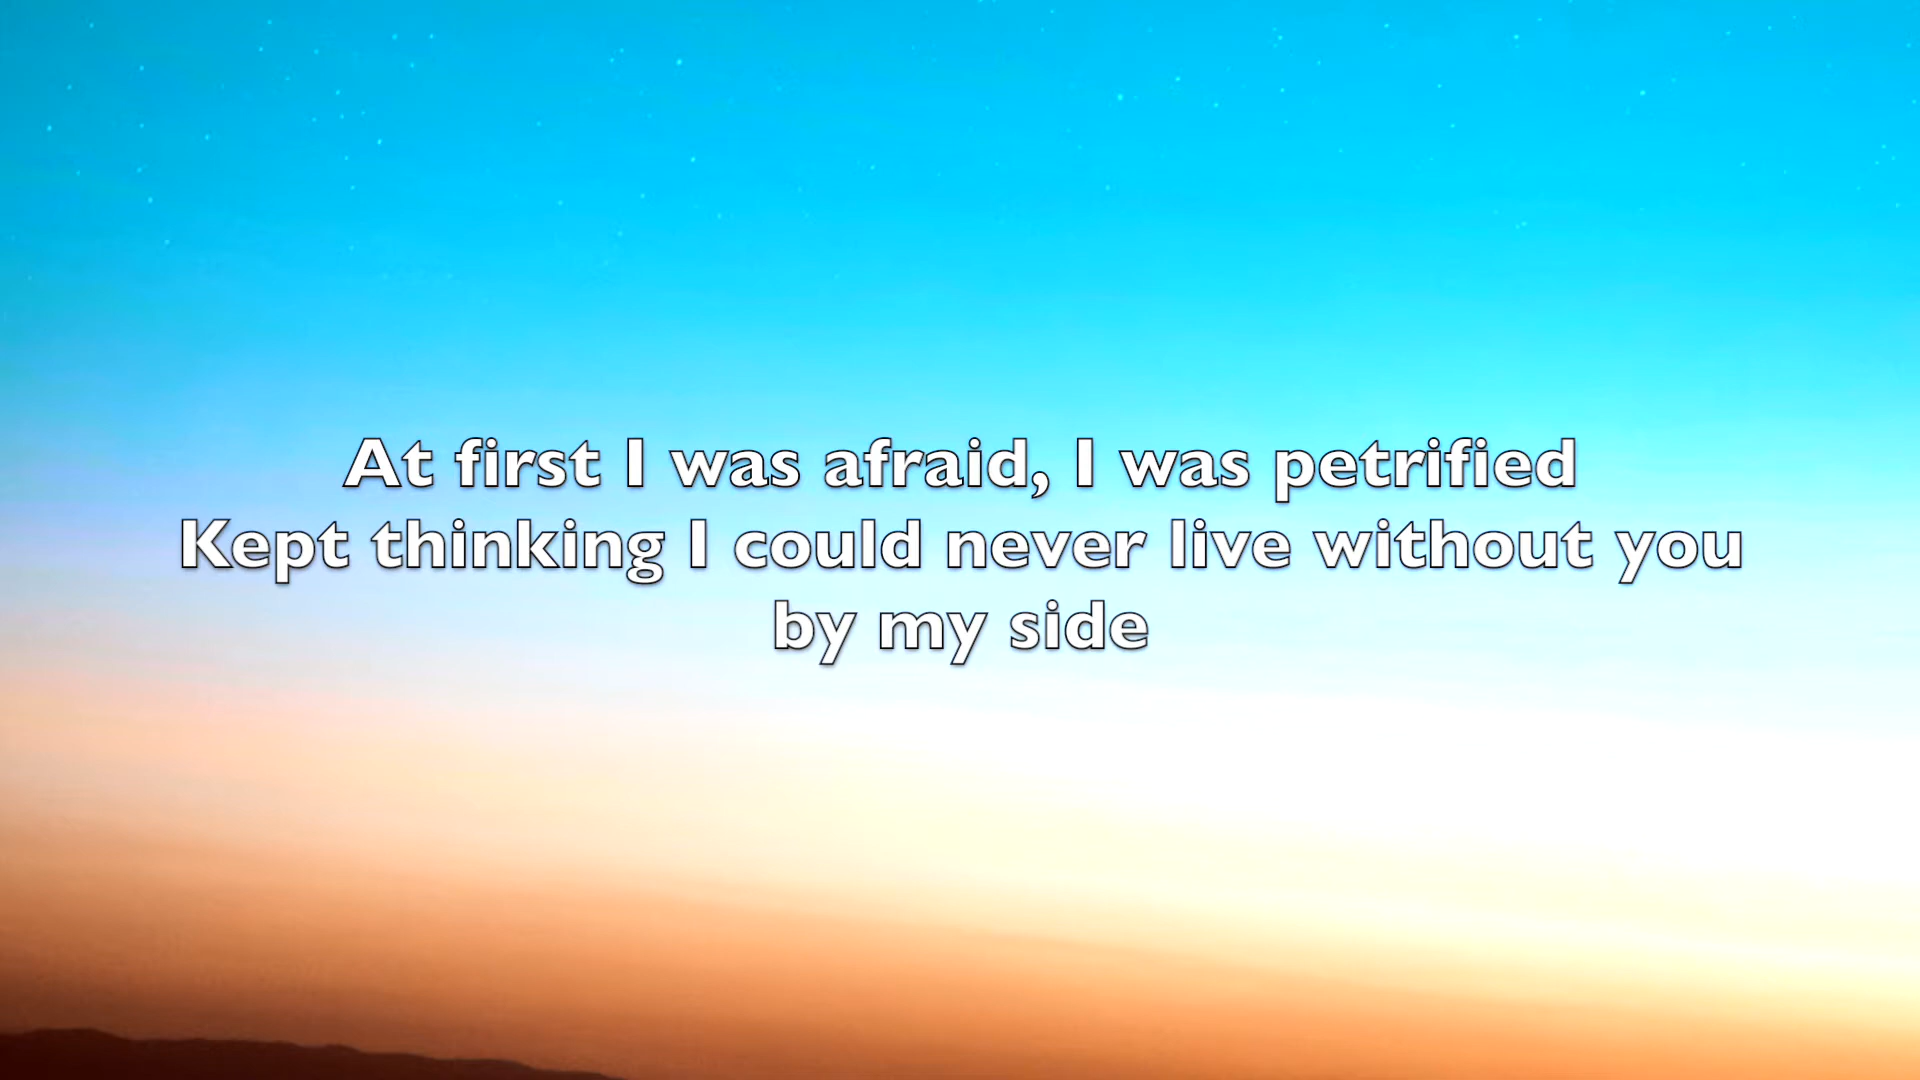 At first I was afraid, I was petrified
Kept thinking I could never live without you
by my side